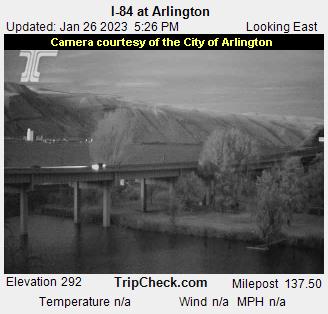 I-84 at Arlington
Updated: Jan 26 2023 5:26 PM Looking East
Camera courtesy of the City of Arlington
Elevation 292 TripCheck.com Milepost 137.50
Temperature n/a Wind n/a MPH n/a